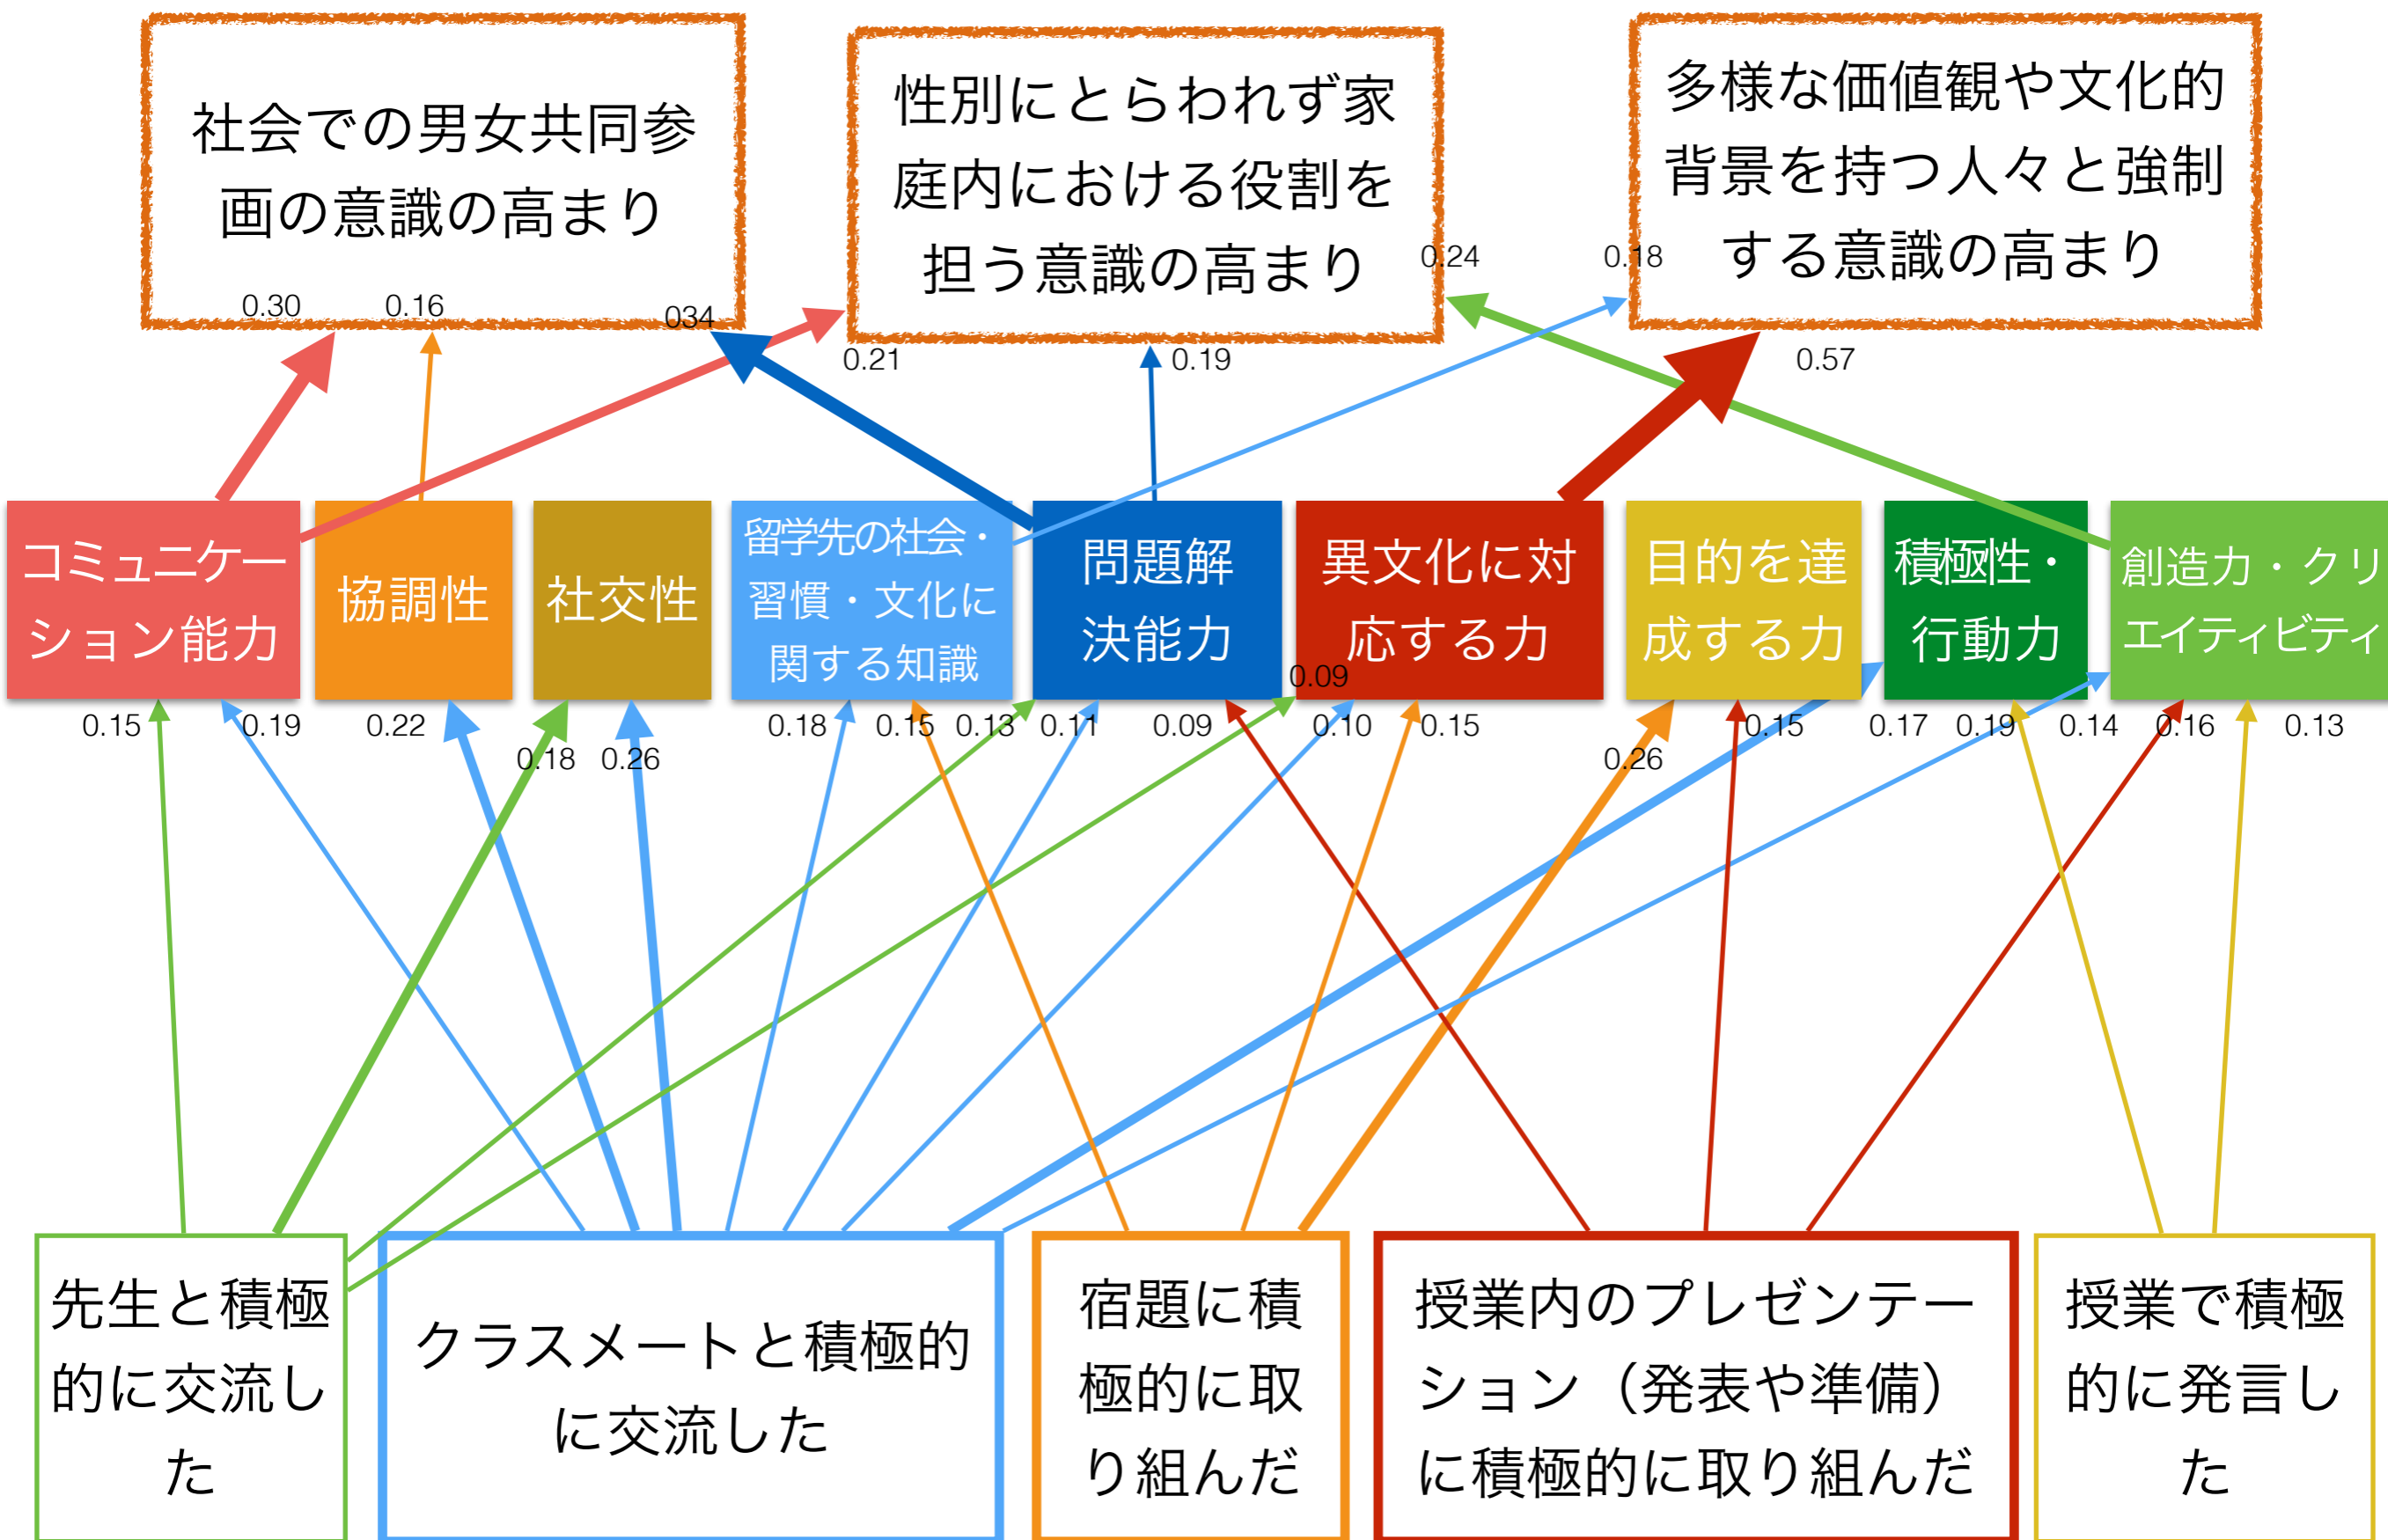 社会での男女共同参
画の意識の高まり
性別にとらわれず家
庭内における役割を
担う意識の高まり
多様な価値観や文化的
背景を持つ人々と強制
する意識の高まり
0.24
0.18
0.30
0.16
034
0.21
0.19
0.57
コミュニケー
ション能力
協調性
社交性
留学先の社会・
習慣・文化に
関する知識
問題解
決能力
異文化に対
応する力
目的を達
成する力
積極性・
行動力
創造力・クリ
エイティビティ
0.09
0.15
0.19
0.22
0.18
0.26
0.18
0.15
0.13
0.11
0.09
0.10
0.15
0.26
0.15
0.17
0.19
0.14
0.16
0.13
先生と積極
的に交流し
た
クラスメートと積極的
に交流した
宿題に積
極的に取
り組んだ
授業内のプレゼンテー
ション（発表や準備）
に積極的に取り組んだ
授業で積極
的に発言し
た